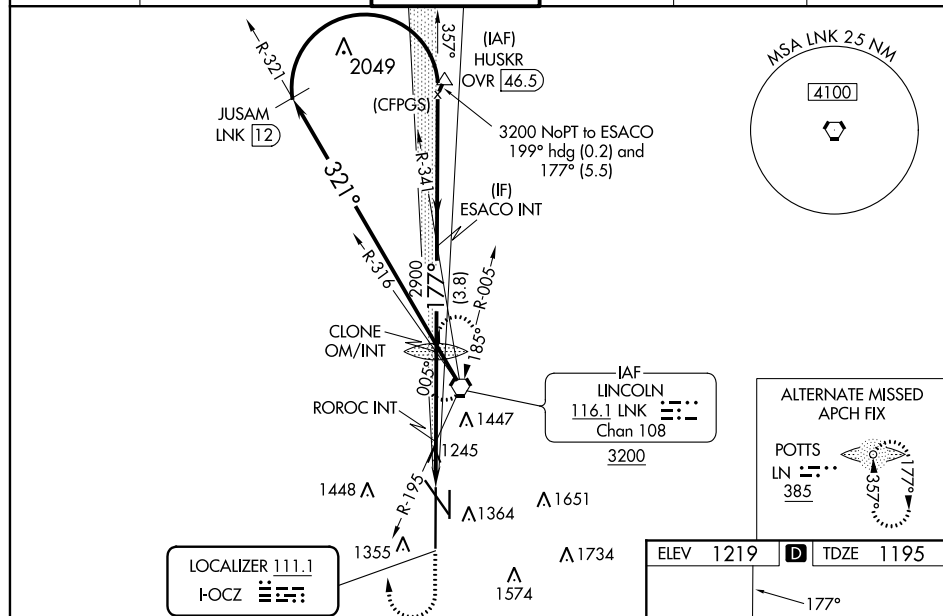 R-321
2049
357°
(IAF)
HUSKR
OVR 46.5
JUSAM
LNK 12
(CFPGS)
3200 NoPT to ESACO
199° hdg (0.2) and
177° (5.5)
MSA LNK 25 NM
4100
R-341
(IF)
ESACO INT
321°
R-316
2900
177°
(3.8)
R-005
185°
CLONE
OM/INT
005°
IAF
LINCOLN
116.1 LNK
Chan 108
3200
ROROC INT
1447
1245
ALTERNATE MISSED
APCH FIX
POTTS
LN
385
357°
177°
1448
R-195
1364
1651
1355
1734
1574
LOCALIZER 111.1
I-OCZ
ELEV 1219 D TDZE 1195
177°